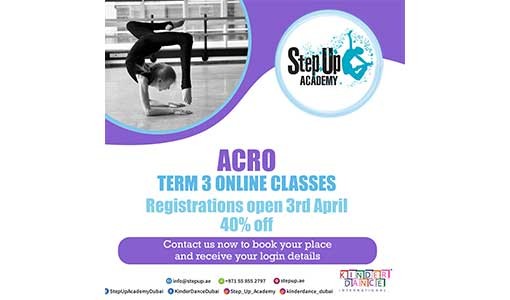 Step Up
ACADEMY
ACRO
TERM 3 ONLINE CLASSES
Registrations open 3rd April
40% off
Contact us now to book your place
and receive your login details
info@stepup.ae +971 55 955 2797 stepup.ae
StepUpAcademyDubai KinderDanceDubai Step_Up_Academy kinderdance_dubai
KINDER
DANCE
INTERNATIONAL